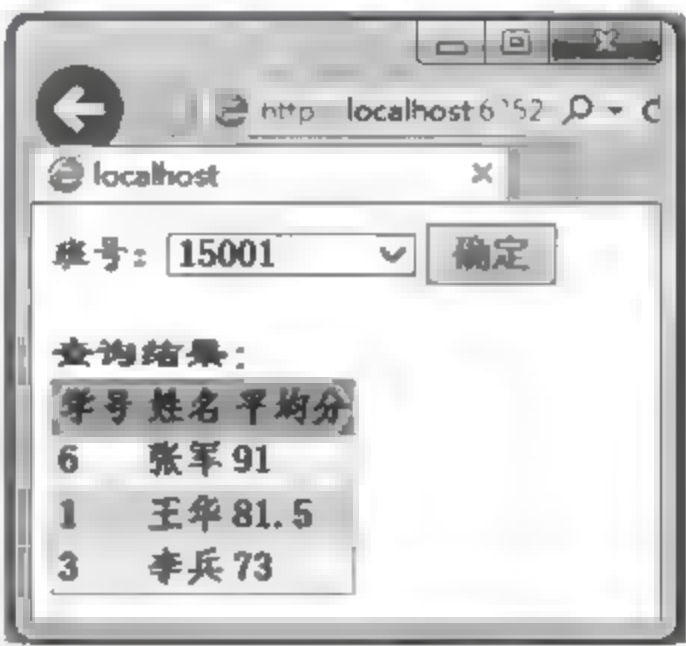 http localhost
localhost
班号: 15001 确定
查询结果:
学号 姓名 平均分
6 张军 91
1 王华 81.5
3 李兵 73